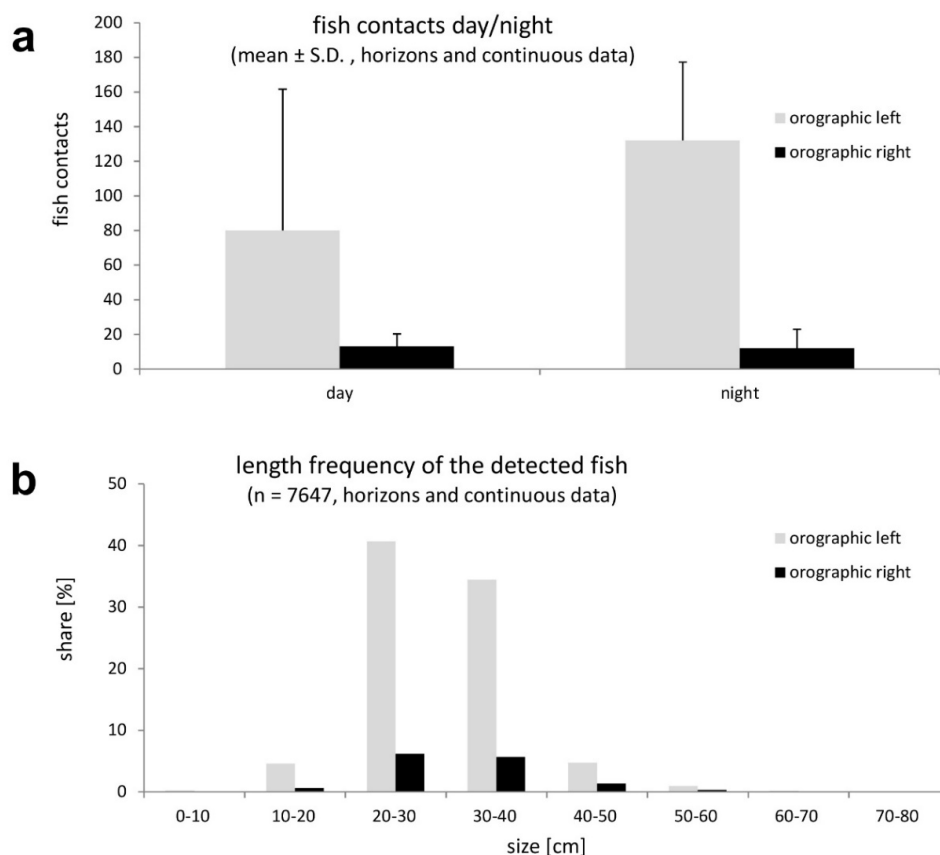 a
fish contacts day/night
(mean ± S.D. , horizons and continuous data)
200
180
160
140
120
100
80
60
40
20
0
fish contacts
orographic left
orographic right
day night
b
length frequency of the detected fish
(n = 7647, horizons and continuous data)
50
40
30
20
10
0
share [%]
orographic left
orographic right
0-10 10-20 20-30 30-40 40-50 50-60 60-70 70-80
size [cm]